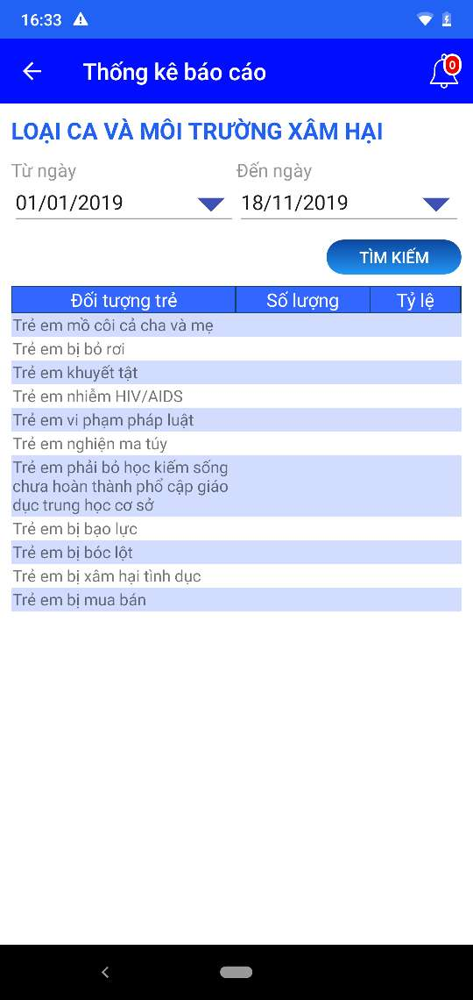 16:33
Thống kê báo cáo
0
LOẠI CA VÀ MÔI TRƯỜNG XÂM HẠI
Từ ngày Đến ngày
01/01/2019 18/11/2019
TÌM KIẾM
Đối tượng trẻ Số lượng Tỷ lệ
Trẻ em mồ côi cả cha và mẹ
Trẻ em bị bỏ rơi
Trẻ em khuyết tật
Trẻ em nhiễm HIV/AIDS
Trẻ em vi phạm pháp luật
Trẻ em nghiện ma túy
Trẻ em phải bỏ học kiếm sống
chưa hoàn thành phổ cập giáo
dục trung học cơ sở
Trẻ em bị bạo lực
Trẻ em bị bóc lột
Trẻ em bị xâm hại tình dục
Trẻ em bị mua bán